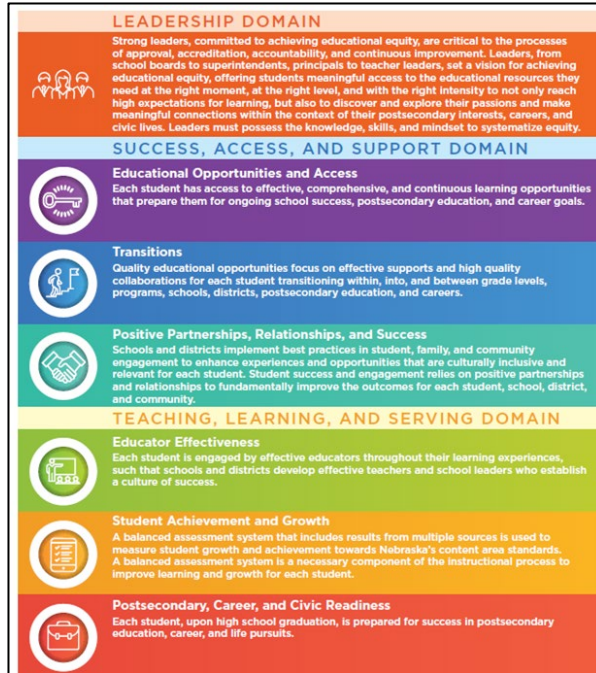 LEADERSHIP DOMAIN
Strong leaders, committed to achieving educational equity, are critical to the processes
of approval, accreditation, accountability, and continuous improvement. Leaders, from
school boards to superintendents, principals to teacher leaders, set a vision for achieving
educational equity, offering students meaningful access to the educational resources they
need at the right moment, at the right level, and with the right intensity to not only reach
high expectations for learning, but also to discover and explore their passions and make
meaningful connections within the context of their postsecondary interests, careers, and
civic lives. Leaders must possess the knowledge, skills, and mindset to systematize equity.
SUCCESS, ACCESS, AND SUPPORT DOMAIN
Educational Opportunities and Access
Each student has access to effective, comprehensive, and continuous learning opportunities
that prepare them for ongoing school success, postsecondary education, and career goals.
Transitions
Quality educational opportunities focus on effective supports and high quality
collaborations for each student transitioning within, into, and between grade levels,
programs, schools, districts, postsecondary education, and careers.
Positive Partnerships, Relationships, and Success
Schools and districts implement best practices in student, family, and community
engagement to enhance experiences and opportunities that are culturally inclusive and
relevant for each student. Student success and engagement relies on positive partnerships
and relationships to fundamentally improve the outcomes for each student, school, district,
and community.
TEACHING, LEARNING, AND SERVING DOMAIN
Educator Effectiveness
Each student is engaged by effective educators throughout their learning experiences,
such that schools and districts develop effective teachers and school leaders who establish
a culture of success.
Student Achievement and Growth
A balanced assessment system that includes results from multiple sources is used to
measure student growth and achievement towards Nebraska's content area standards.
A balanced assessment system is a necessary component of the instructional process to
improve learning and growth for each student.
Postsecondary, Career, and Civic Readiness
Each student, upon high school graduation, is prepared for success in postsecondary
education, career, and life pursuits.